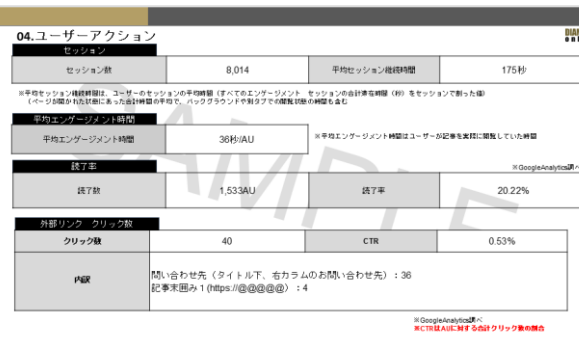 04.ユーザーアクション
DIAM
onl
セッション
セッション数 8,014 平均セッション継続時間 175秒
※平均セッション継続時間は、ユーザーのセッションの平均時間（すべてのエンゲージメント セッションの合計滞在時間（秒）をセッションで割った値）
（ページが開かれた状態にあった合計時間の平均で、バックグラウンドや別タブでの閲覧状態の時間も含む
平均エンゲージメント時間
平均エンゲージメント時間 36秒/AU ※平均エンゲージメント時間はユーザーが記事を実際に閲覧していた時間
読了率
※GoogleAnalytics調べ
読了数 1,533AU 読了率 20.22%
外部リンク クリック数
クリック数 40 CTR 0.53%
内訳
問い合わせ先（タイトル下、右カラムのお問い合わせ先）：36
記事末囲み1(https://@@@@@）：4
※GoogleAnalytics調べ
※CTRはAUに対する合計クリック数の割合
SAMPLE